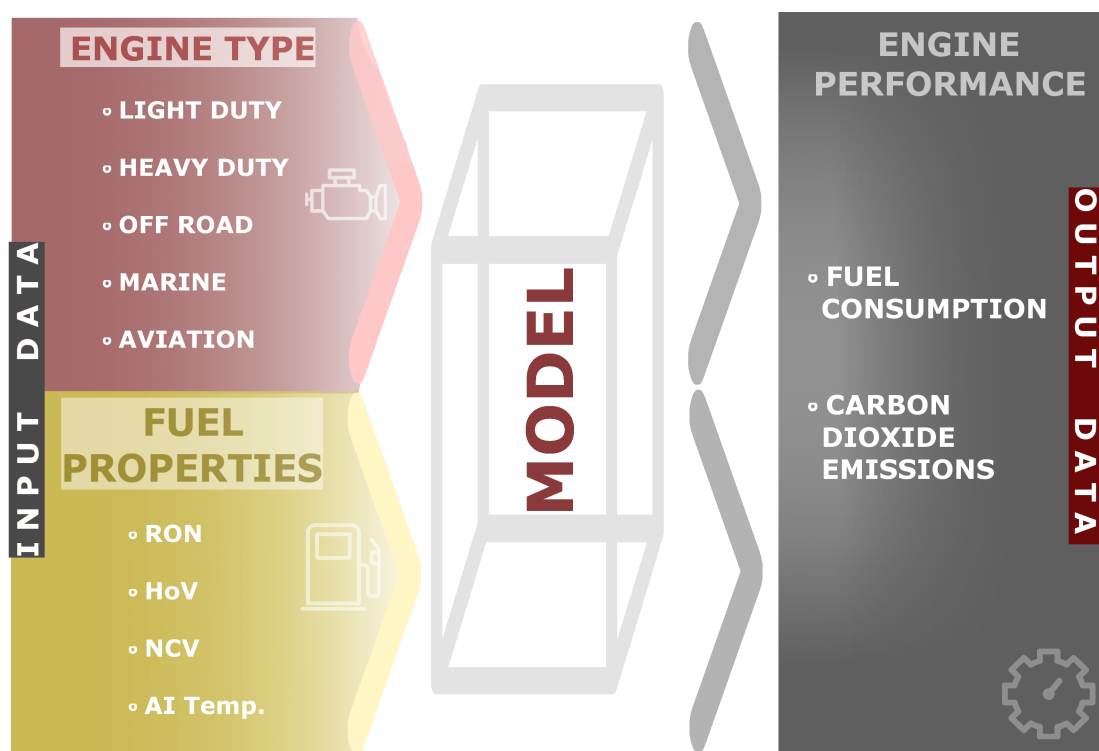 INPUT DATA
ENGINE TYPE
LIGHT DUTY
HEAVY DUTY
OFF ROAD
MARINE
AVIATION
FUEL
PROPERTIES
RON
HoV
NCV
AI Temp.
MODEL
ENGINE
PERFORMANCE
FUEL
CONSUMPTION
CARBON
DIOXIDE
EMISSIONS
OUTPUT DATA